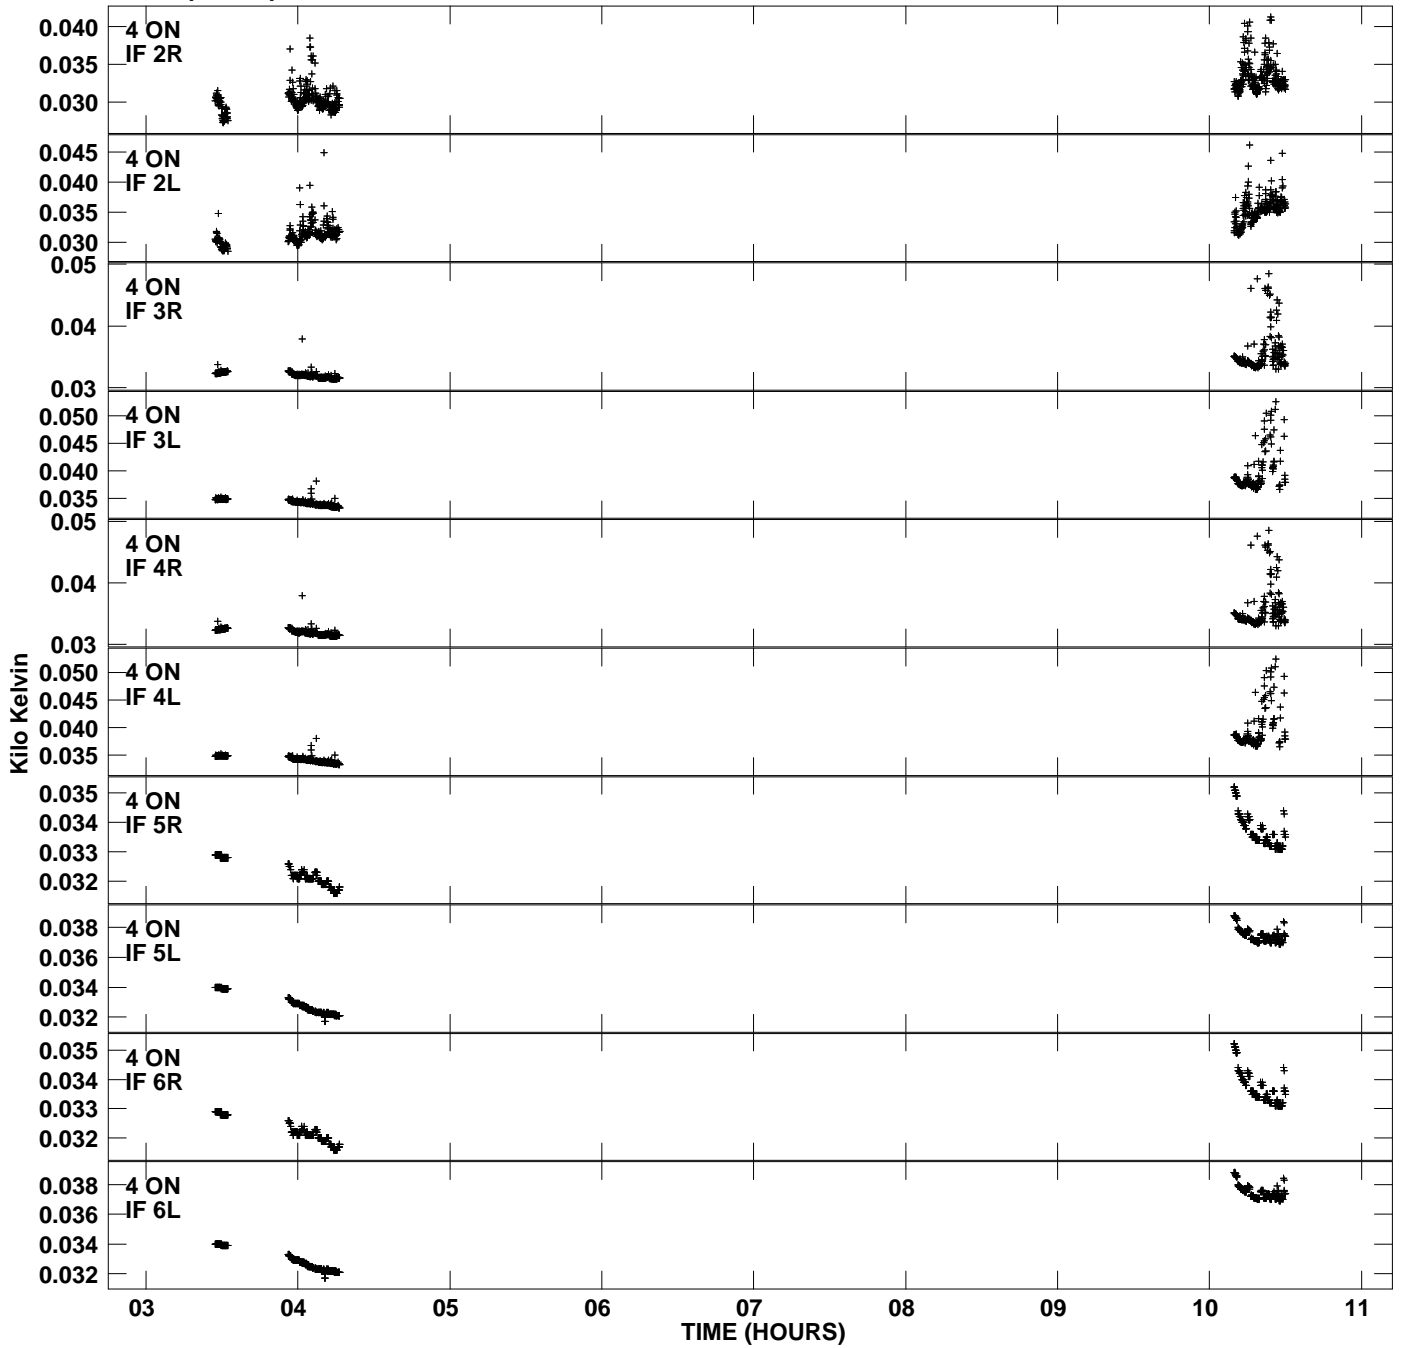 0.040
0.035
0.030
4 ON
IF 2R
0.045
0.040
0.035
0.030
4 ON
IF 2L
0.05
0.04
0.03
4 ON
IF 3R
0.050
0.045
0.040
0.035
4 ON
IF 3L
0.05
0.04
0.03
4 ON
IF 4R
0.050
0.045
0.040
0.035
4 ON
IF 4L
Kilo Kelvin
0.035
0.034
0.033
0.032
4 ON
IF 5R
0.038
0.036
0.034
0.032
4 ON
IF 5L
0.035
0.034
0.033
0.032
4 ON
IF 6R
0.038
0.036
0.034
0.032
4 ON
IF 6L
03 04 05 06 07 08 09 10 11
TIME (HOURS)